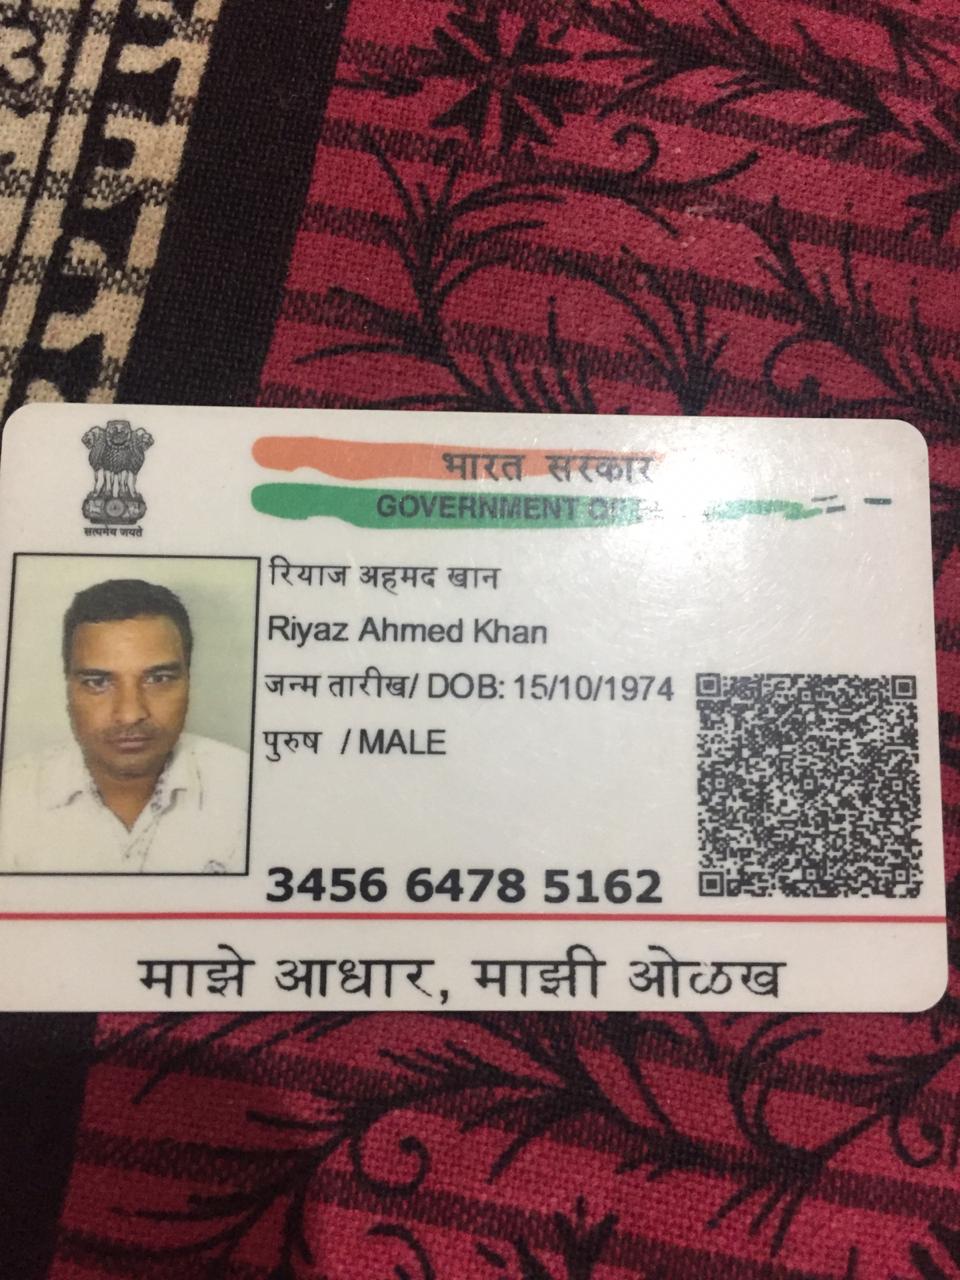 भारत सरकार
GOVERNMENT
सत्यमेव जयते
रियाज अहमद खान
Riyaz Ahmed Khan
जन्म तारीख/ DOB: 15/10/1974
पुरुष / MALE
3456 6478 5162
माझे आधार, माझी ओळख